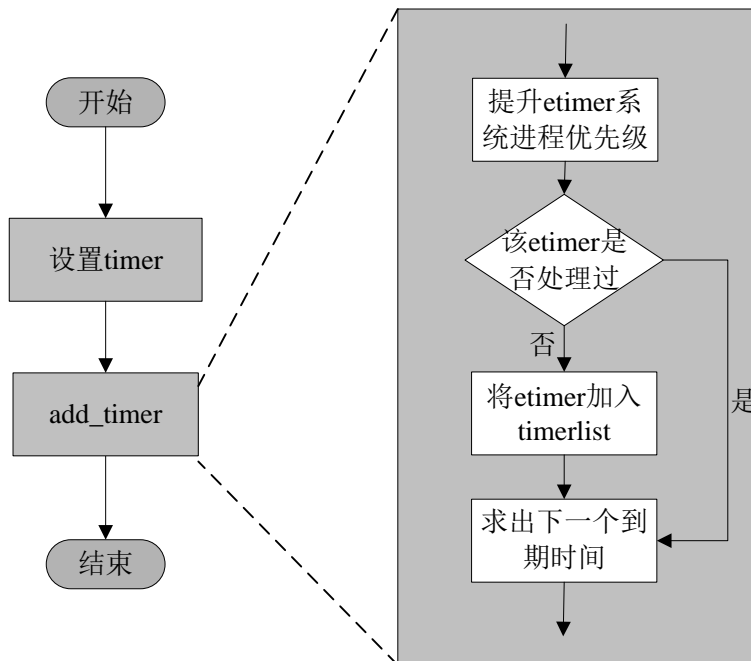 开始
设置timer
add_timer
结束
提升etimer系
统进程优先级
该etimer是
否处理过
否
是
将etimer加入
timerlist
求出下一个到
期时间